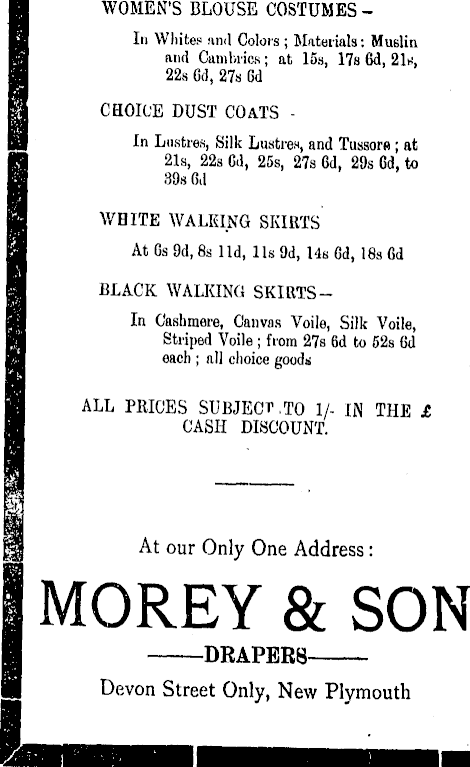 WOMEN'S BLOUSE COSTUMES –
In Whites and Colors ; Materials: Muslin
and Cambrics ; at 15s, 17s 6d, 21s,
22s 6d, 27s 6d
CHOICE DUST COATS -
In Lustres, Silk Lustres, and Tussore ; at
21s, 22s 6d, 25s, 27s 6d, 29s 6d, to
39s 6d
WHITE WALKING SKIRTS
At 6s 9d, 8s 11d, 11s 9d, 14s 6d, 18s 6d
BLACK WALKING SKIRTS –
In Cashmere, Canvas Voile, Silk Voile,
Striped Voile ; from 27s 6d to 52s 6d
each ; all choice goods
ALL PRICES SUBJECT TO 1/- IN THE £
CASH DISCOUNT.
At our Only One Address :
MOREY & SON
——DRAPERS——
Devon Street Only, New Plymouth